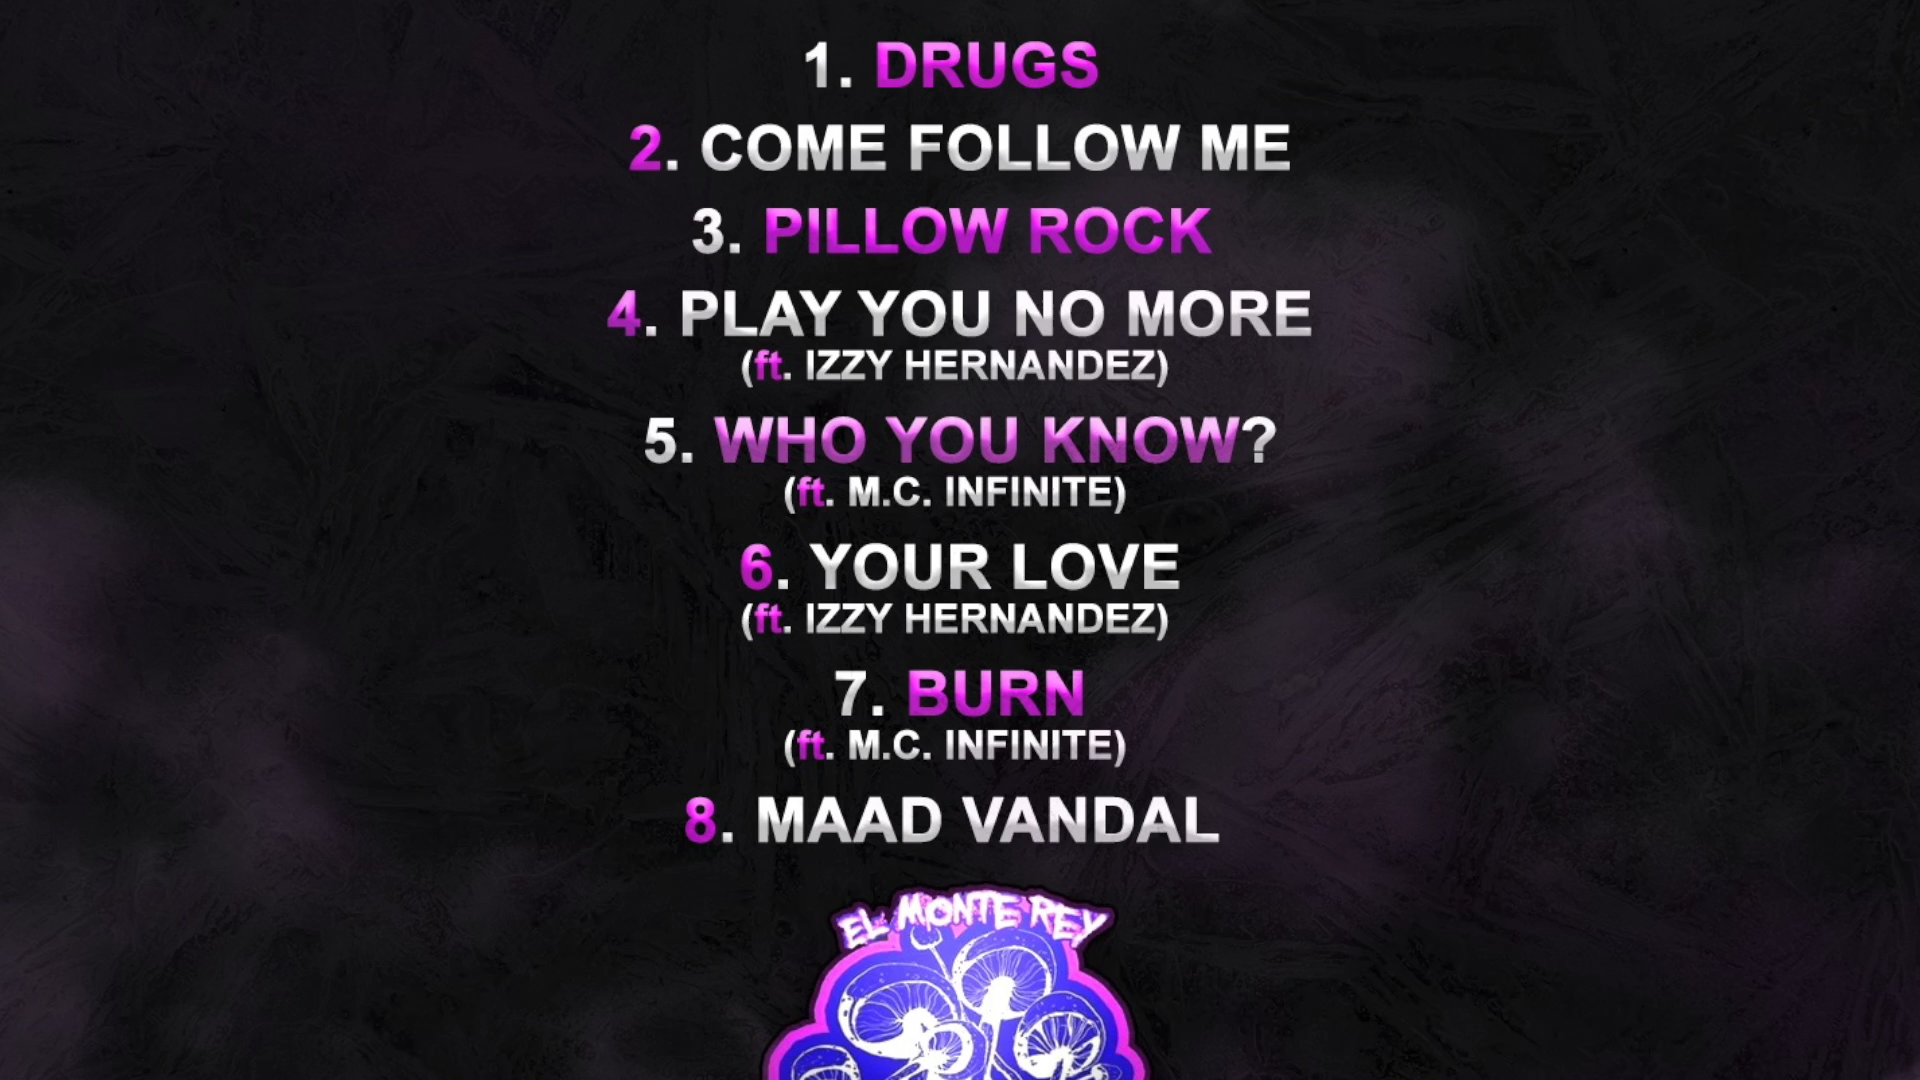 1. DRUGS
2. COME FOLLOW ME
3. PILLOW ROCK
4. PLAY YOU NO MORE
(ft. IZZY HERNANDEZ)
5. WHO YOU KNOW?
(ft. M.C. INFINITE)
6. YOUR LOVE
(ft. IZZY HERNANDEZ)
7. BURN
(ft. M.C. INFINITE)
8. MAAD VANDAL
EL MONTE REY